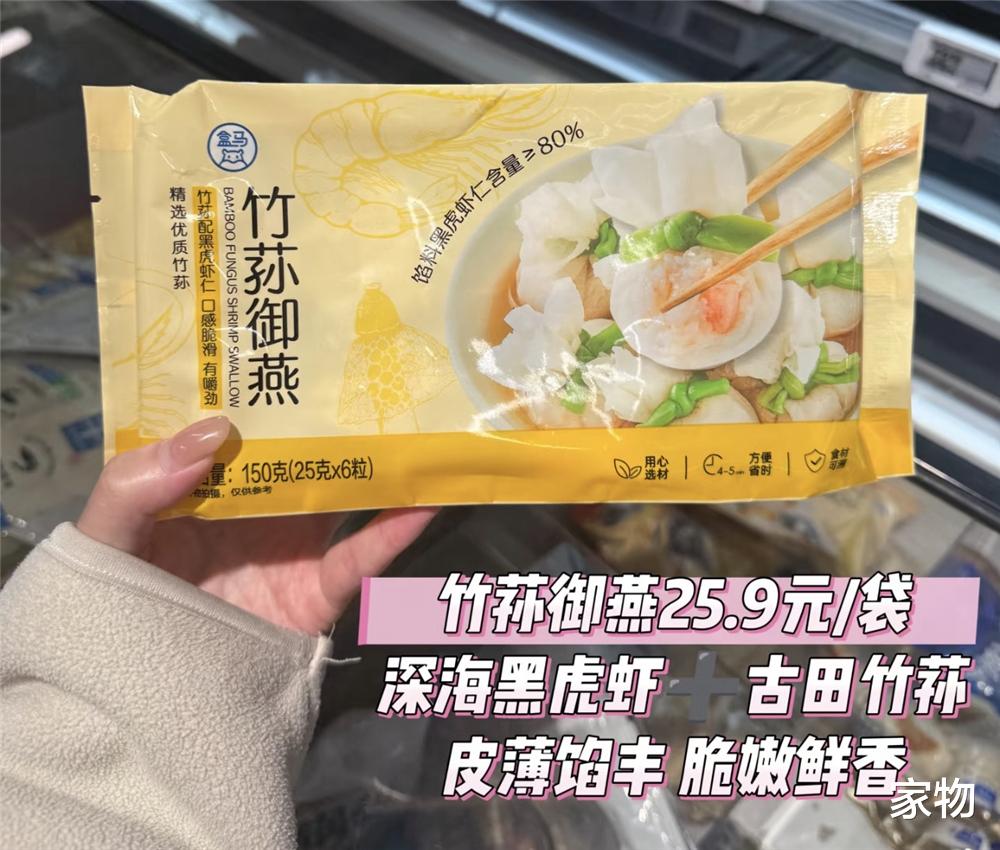 盒马
竹荪御燕
BAMBOO FUNGUS SHRIMP SWALLOW
竹荪配黑虎虾仁 口感脆滑 有嚼劲
精选优质竹荪
馅料黑虎虾仁含量≥80%
量：150克(25克x6粒)
仅供参考
用心
选材
4-5min
方便
省时
食材
可溯
竹荪御燕25.9元/袋
深海黑虎虾➕古田竹荪
皮薄馅丰 脆嫩鲜香
家物